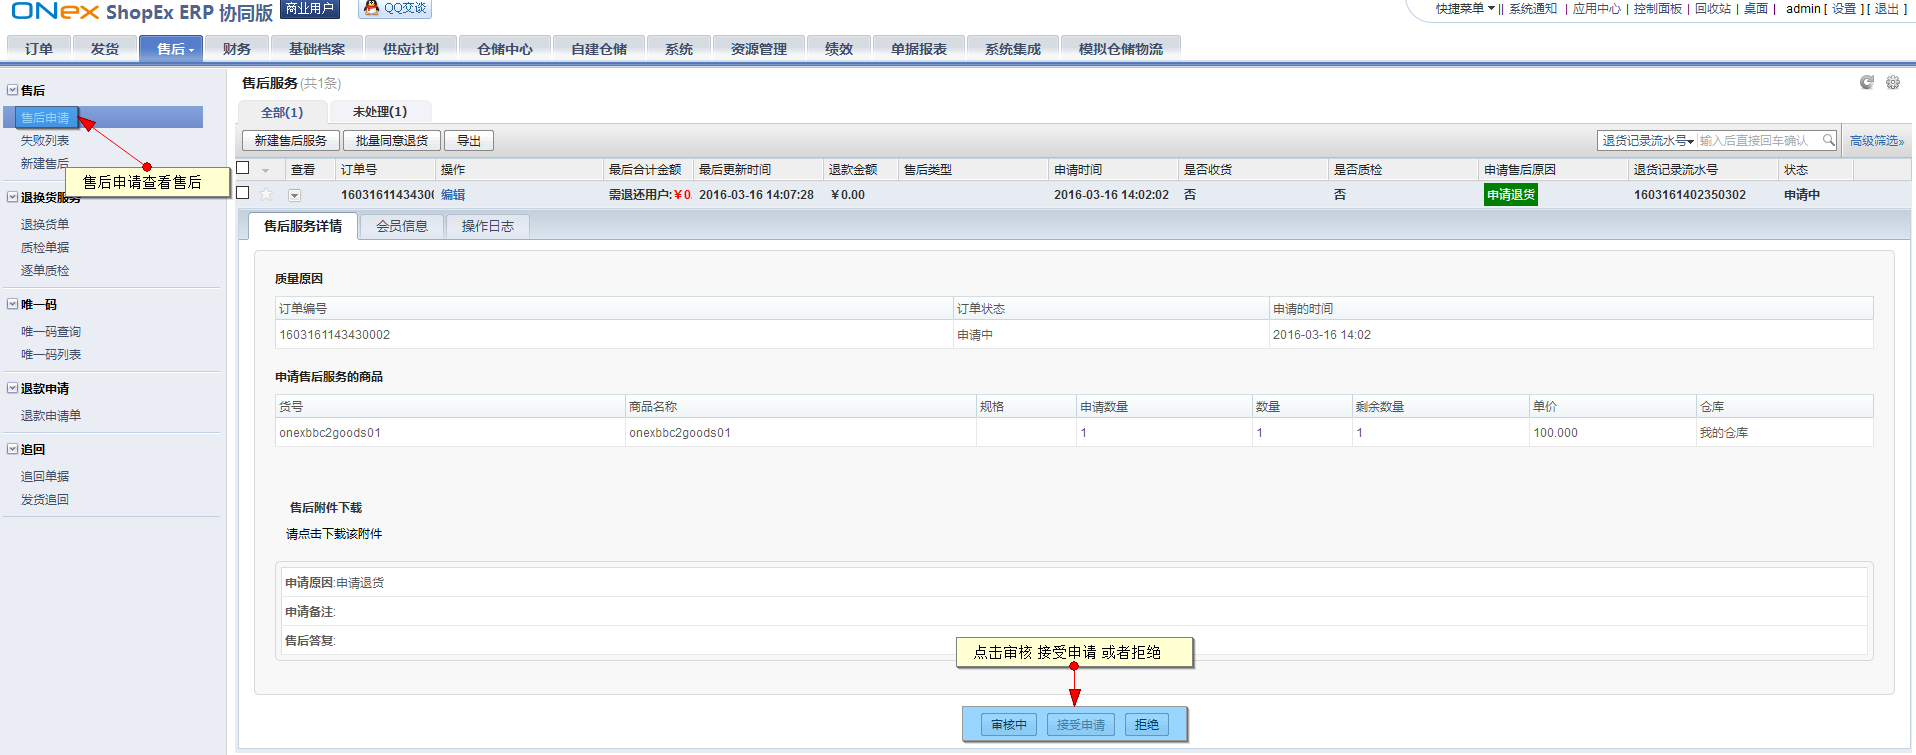 ONex ShopEx ERP 协同版 商业用户 QQ交谈
快捷菜单 || 系统通知 | 应用中心 | 控制面板 | 回收站 | 桌面 | admin [ 设置 ] [ 退出 ]
订单 发货 售后 财务 基础档案 供应计划 仓储中心 自建仓储 系统 资源管理 绩效 单据报表 系统集成 模拟仓储物流
售后
售后申请
失败列表
新建售后
售后申请查看售后
退换货服务
退换货单
质检单据
逐单质检
唯一码
唯一码查询
唯一码列表
退款申请
退款申请单
追回
追回单据
发货追回
售后服务 (共1条)
全部(1) 未处理(1)
新建售后服务 批量同意退货 导出 退货记录流水号 输入后直接回车确认 高级筛选»
查看 订单号 操作 最后合计金额 最后更新时间 退款金额 售后类型 申请时间 是否收货 是否质检 申请售后原因 退货记录流水号 状态
16031611434300 编辑 需退还用户:￥0. 2016-03-16 14:07:28 ￥0.00 2016-03-16 14:02:02 否 否 申请退货 1603161402350302 申请中
售后服务详情 会员信息 操作日志
质量原因
订单编号 订单状态 申请的时间
1603161143430002 申请中 2016-03-16 14:02
申请售后服务的商品
货号 商品名称 规格 申请数量 数量 剩余数量 单价 仓库
onexbbc2goods01 onexbbc2goods01 1 1 1 100.000 我的仓库
售后附件下载
请点击下载该附件
申请原因:申请退货
申请备注:
售后答复:
点击审核 接受申请 或者拒绝
审核中 接受申请 拒绝